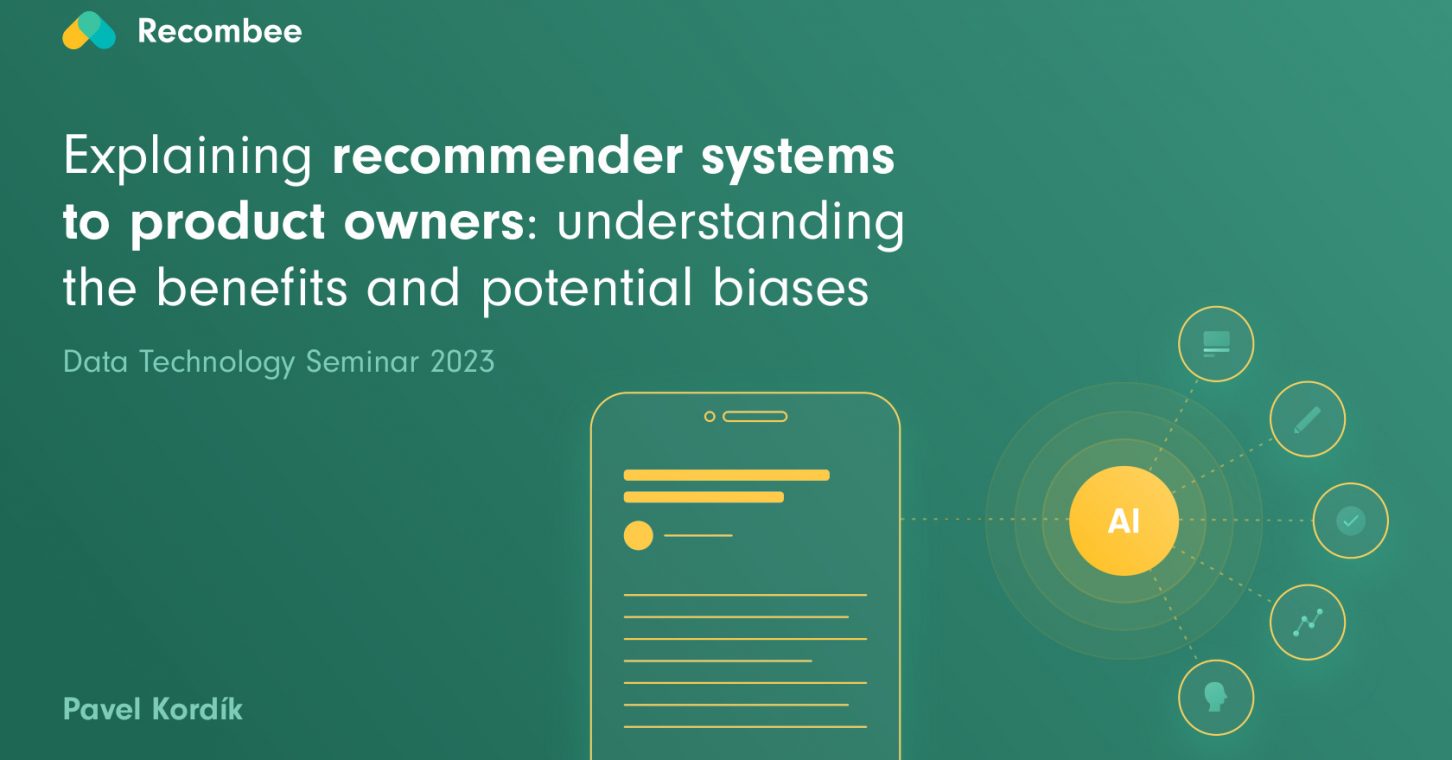 Recombee
Explaining recommender systems
to product owners: understanding
the benefits and potential biases
Data Technology Seminar 2023
AI
Pavel Kordík